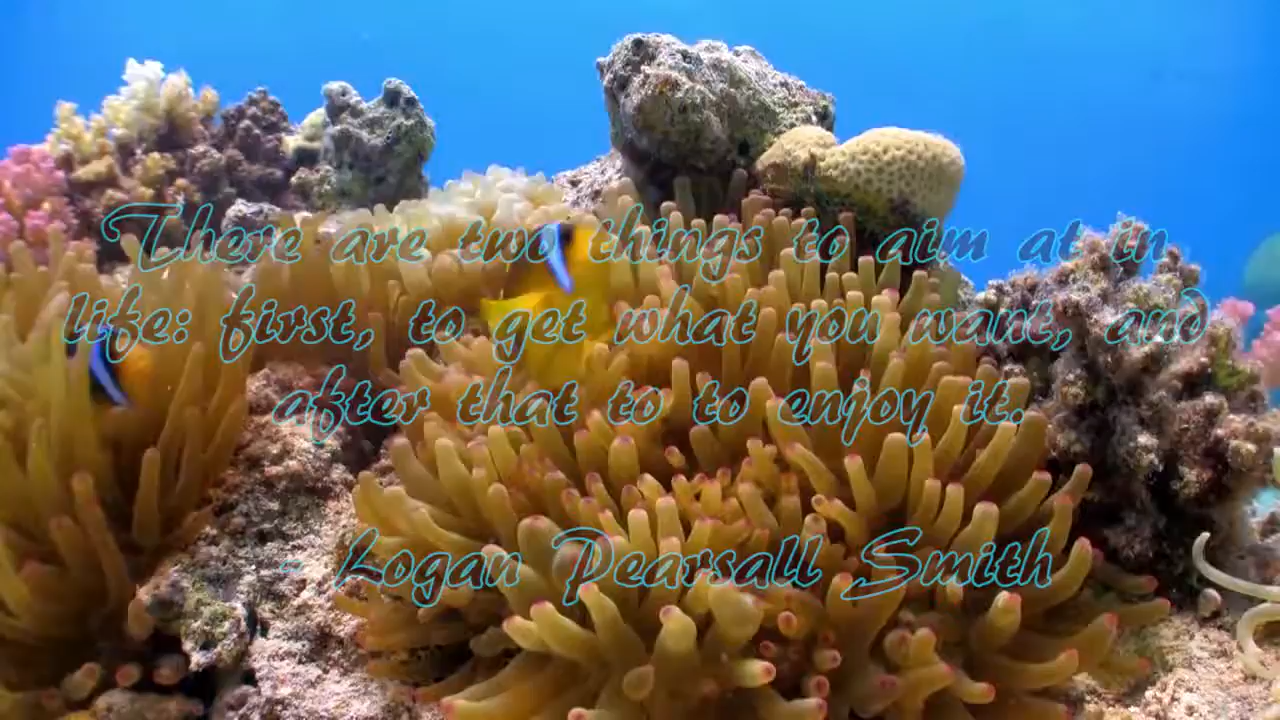 There are two things to aim at in
life: first, to get what you want, and
after that to to enjoy it.
- Logan Pearsall Smith